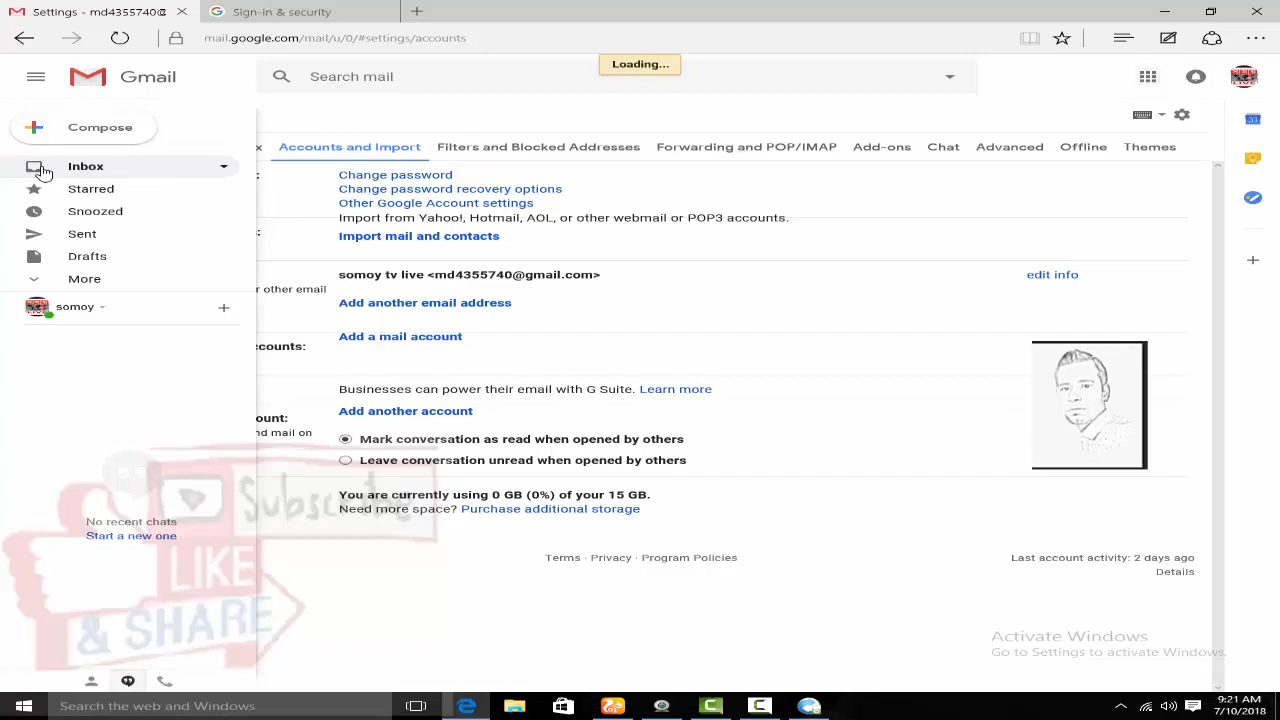 Settings - md4355740@
Sign in - Google Accounts
mail.google.com/mail/u/0/#settings/accounts
Loading...
Gmail
Search mail
Compose
Inbox
Starred
Snoozed
Sent
Drafts
More
somoy
No recent chats
Start a new one
x
Accounts and Import
Filters and Blocked Addresses
Forwarding and POP/IMAP
Add-ons
Chat
Advanced
Offline
Themes
Change password
Change password recovery options
Other Google Account settings
Import from Yahoo!, Hotmail, AOL, or other webmail or POP3 accounts.
Import mail and contacts
somoy tv live <md4355740@gmail.com>
edit info
r other email
Add another email address
Add a mail account
ccounts:
Businesses can power their email with G Suite. Learn more
Add another account
ount:
nd mail on
Mark conversation as read when opened by others
Leave conversation unread when opened by others
You are currently using 0 GB (0%) of your 15 GB.
Need more space? Purchase additional storage
Terms · Privacy · Program Policies
Last account activity: 2 days ago
Details
Subscribe
LIKE
& SHARE
31
LIVE
Activate Windows
Go to Settings to activate Windows.
Search the web and Windows
9:21 AM
7/10/2018